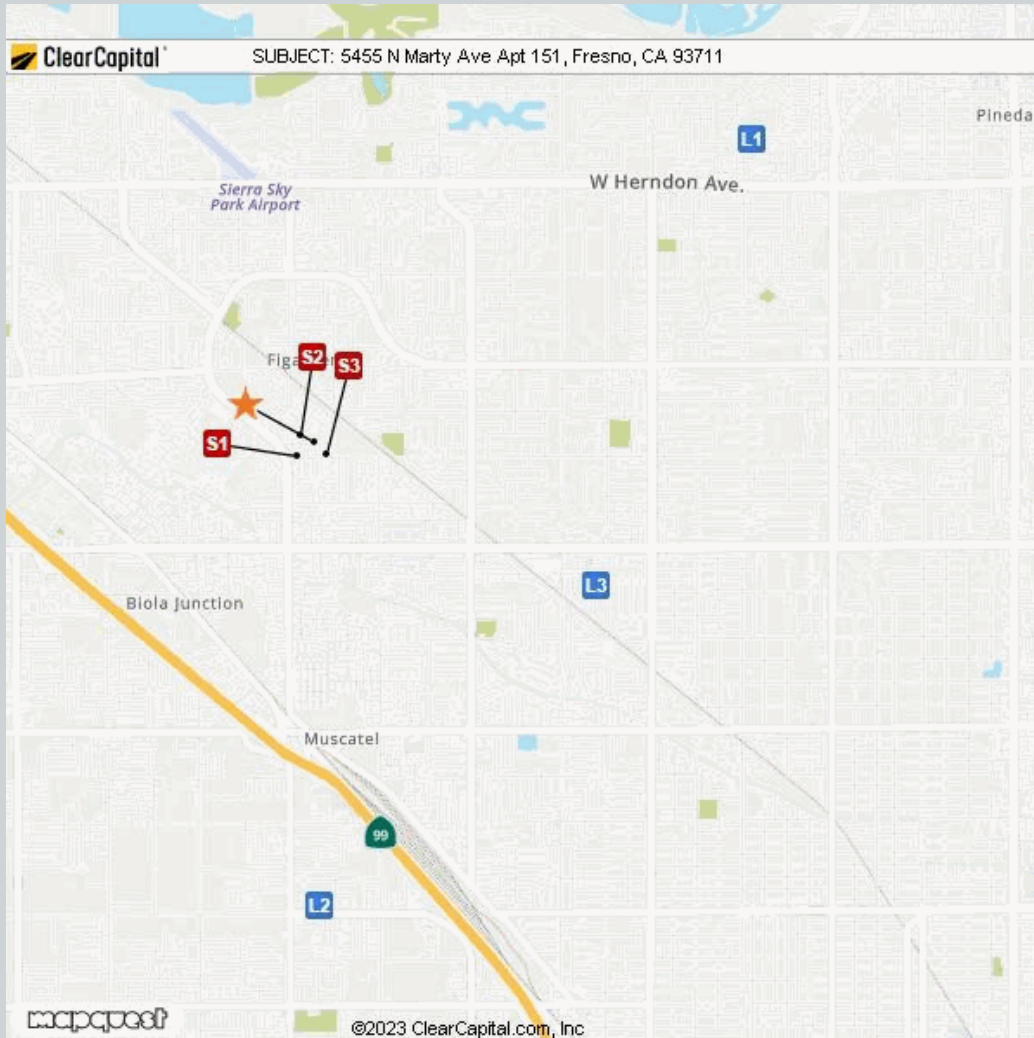 ClearCapital
SUBJECT: 5455 N Marty Ave Apt 151, Fresno, CA 93711
Pineda
L1
W Herndon Ave.
Sierra Sky
Park Airport
S2
S3
S1
L3
Biola Junction
Muscatel
99
L2
mapquest
©2023 ClearCapital.com, Inc